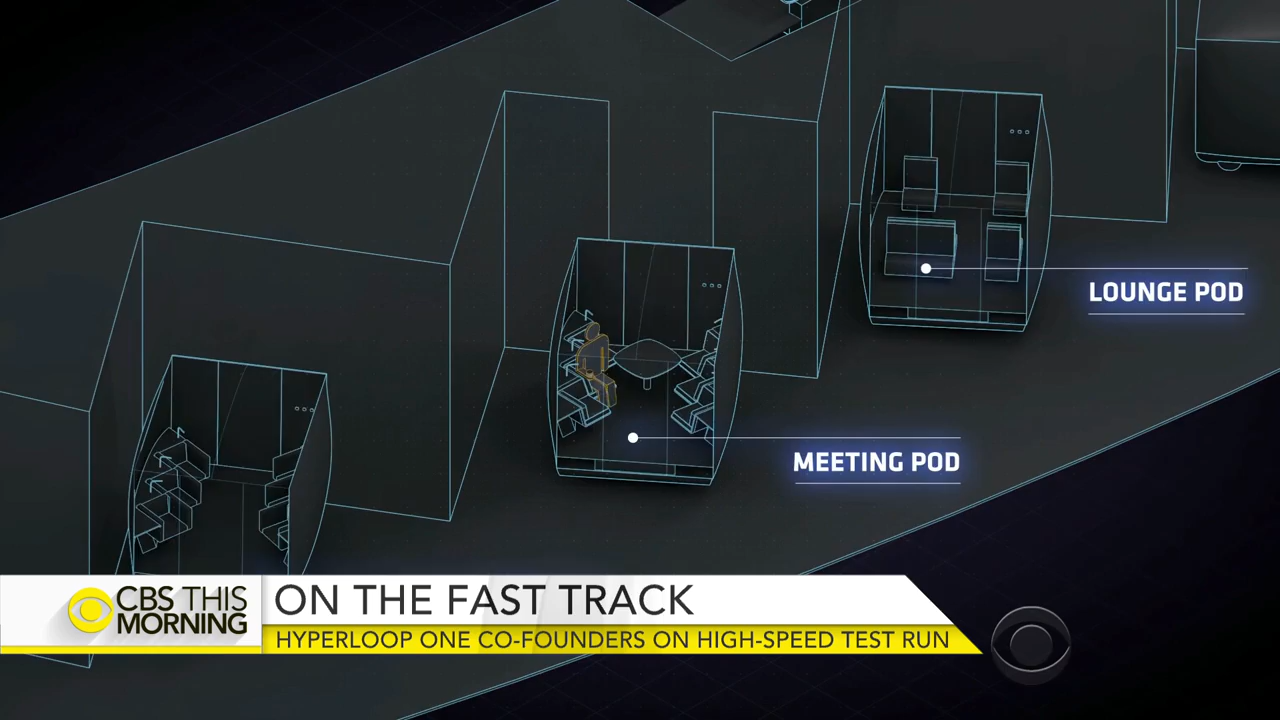 LOUNGE POD
MEETING POD
CBS THIS
MORNING
ON THE FAST TRACK
HYPERLOOP ONE CO-FOUNDERS ON HIGH-SPEED TEST RUN